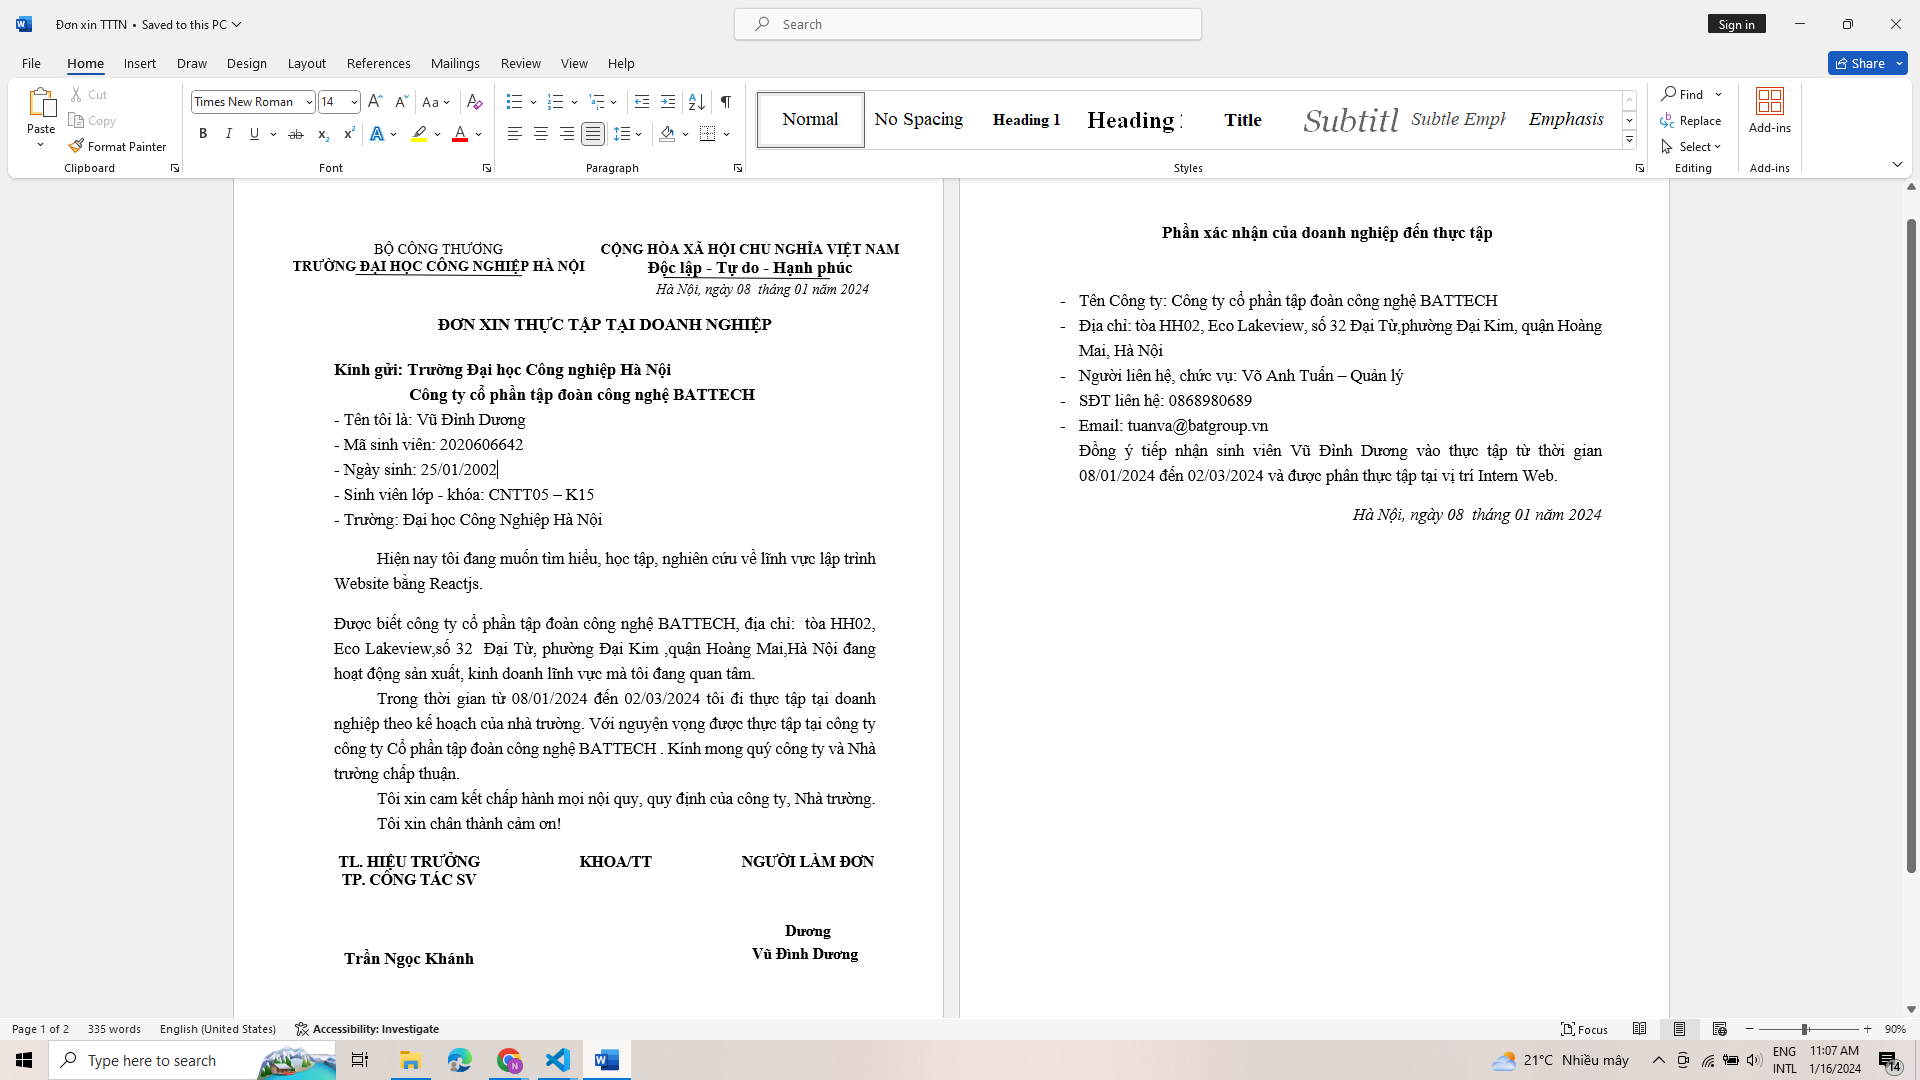 Đơn xin TTTN • Saved to this PC
Search
Sign in
File Home Insert Draw Design Layout References Mailings Review View Help
Share
Paste
Cut
Copy
Format Painter
Clipboard
Times New Roman 14
Font
Paragraph
Normal
No Spacing
Heading 1
Heading
Title
Subtitl
Subtle Emph
Emphasis
Styles
Find
Replace
Select
Editing
Add-ins
Add-ins
BỘ CÔNG THƯƠNG
TRƯỜNG ĐẠI HỌC CÔNG NGHIỆP HÀ NỘI
CỘNG HÒA XÃ HỘI CHỦ NGHĨA VIỆT NAM
Độc lập - Tự do - Hạnh phúc
Hà Nội, ngày 08 tháng 01 năm 2024
ĐƠN XIN THỰC TẬP TẠI DOANH NGHIỆP
Kính gửi: Trường Đại học Công nghiệp Hà Nội
Công ty cổ phần tập đoàn công nghệ BATTECH
- Tên tôi là: Vũ Đình Dương
- Mã sinh viên: 2020606642
- Ngày sinh: 25/01/2002
- Sinh viên lớp - khóa: CNTT05 – K15
- Trường: Đại học Công Nghiệp Hà Nội
Hiện nay tôi đang muốn tìm hiểu, học tập, nghiên cứu về lĩnh vực lập trình
Website bằng Reactjs.
Được biết công ty cổ phần tập đoàn công nghệ BATTECH, địa chỉ: tòa HH02,
Eco Lakeview,số 32 Đại Từ, phường Đại Kim ,quận Hoàng Mai,Hà Nội đang
hoạt động sản xuất, kinh doanh lĩnh vực mà tôi đang quan tâm.
Trong thời gian từ 08/01/2024 đến 02/03/2024 tôi đi thực tập tại doanh
nghiệp theo kế hoạch của nhà trường. Với nguyện vọng được thực tập tại công ty
công ty Cổ phần tập đoàn công nghệ BATTECH . Kính mong quý công ty và Nhà
trường chấp thuận.
Tôi xin cam kết chấp hành mọi nội quy, quy định của công ty, Nhà trường.
Tôi xin chân thành cảm ơn!
TL. HIỆU TRƯỞNG
TP. CÔNG TÁC SV
KHOA/TT
NGƯỜI LÀM ĐƠN
Dương
Vũ Đình Dương
Trần Ngọc Khánh
Phần xác nhận của doanh nghiệp đến thực tập
- Tên Công ty: Công ty cổ phần tập đoàn công nghệ BATTECH
- Địa chỉ: tòa HH02, Eco Lakeview, số 32 Đại Từ,phường Đại Kim, quận Hoàng
Mai, Hà Nội
- Người liên hệ, chức vụ: Võ Anh Tuấn – Quản lý
- SĐT liên hệ: 0868980689
- Email: tuanva@batgroup.vn
Đồng ý tiếp nhận sinh viên Vũ Đình Dương vào thực tập từ thời gian
08/01/2024 đến 02/03/2024 và được phân thực tập tại vị trí Intern Web.
Hà Nội, ngày 08 tháng 01 năm 2024
Page 1 of 2 335 words English (United States) Accessibility: Investigate
Focus
90%
Type here to search
21°C Nhiều mây
ENG
INTL
11:07 AM
1/16/2024
14